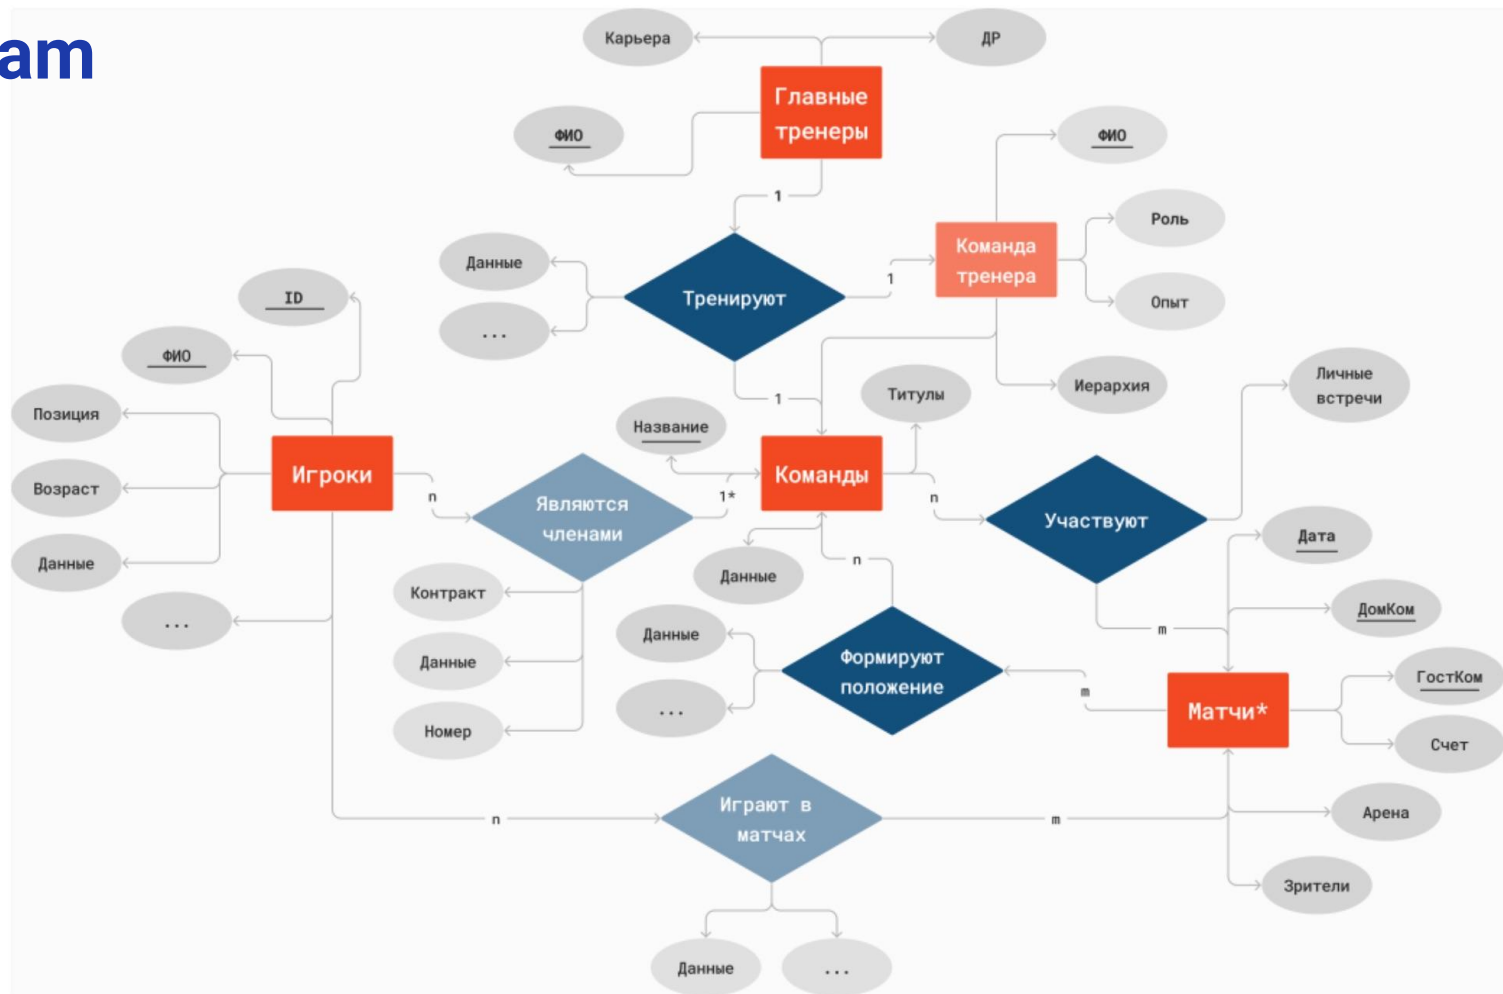 am
Карьера
ДР
Главные
тренеры
ФИО
ФИО
1
Роль
Команда
тренера
Данные
1
Тренируют
ID
Опыт
...
ФИО
Личные
встречи
Иерархия
Титулы
1
Позиция
Название
Игроки
Команды
Возраст
n
1*
n
Являются
членами
Участвуют
Дата
Данные
n
Данные
Контракт
ДомКом
...
m
Данные
Формируют
положение
Данные
ГостКом
m
...
Матчи*
Номер
Счет
Играют в
матчах
n
m
Арена
Зрители
Данные
...